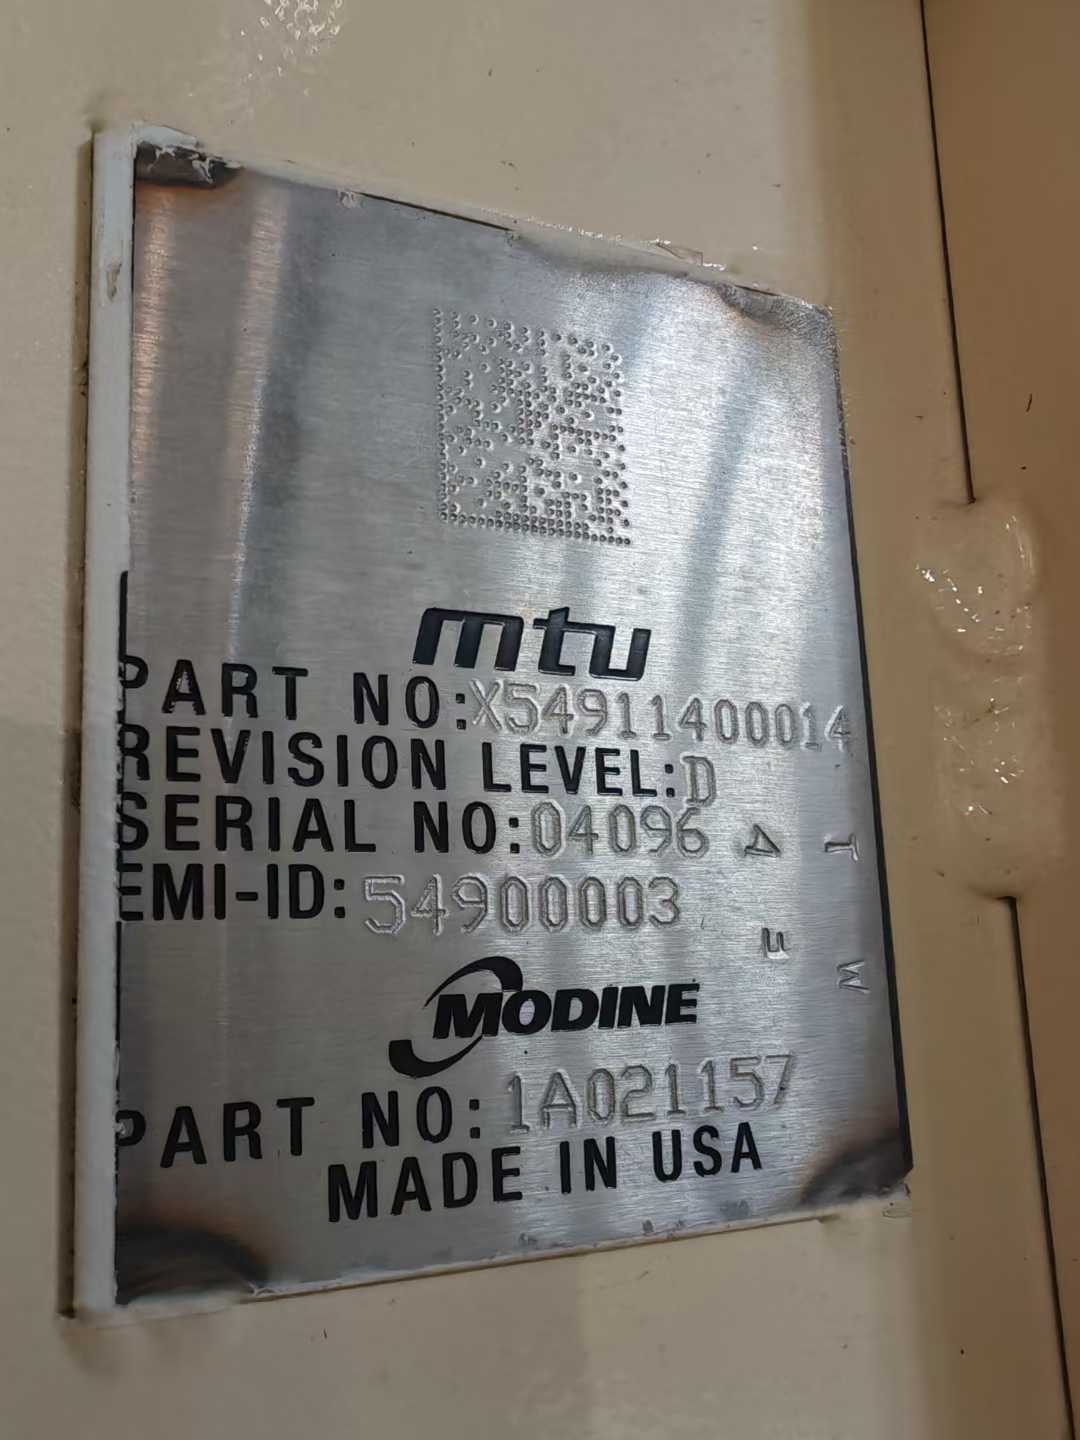 mtu
PART NO:X54911400014
REVISION LEVEL:D
SERIAL NO:04096
EMI-ID:54900003
MODINE
PART NO:1A021157
MADE IN USA